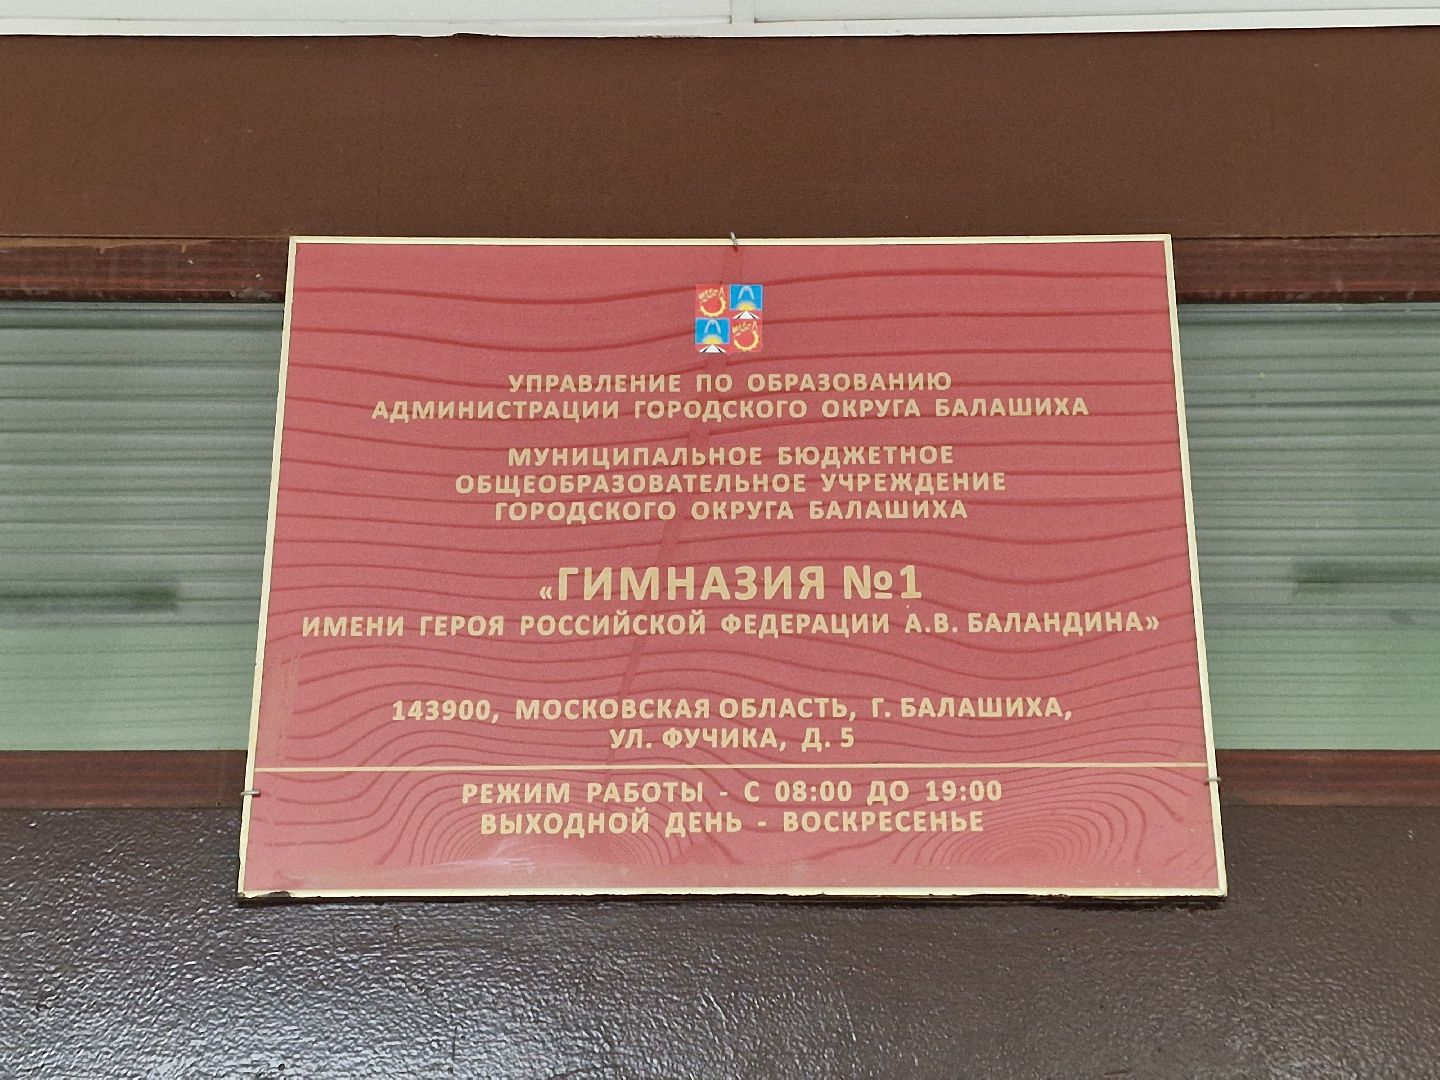 УПРАВЛЕНИЕ ПО ОБРАЗОВАНИЮ
АДМИНИСТРАЦИИ ГОРОДСКОГО ОКРУГА БАЛАШИХА
МУНИЦИПАЛЬНОЕ БЮДЖЕТНОЕ
ОБЩЕОБРАЗОВАТЕЛЬНОЕ УЧРЕЖДЕНИЕ
ГОРОДСКОГО ОКРУГА БАЛАШИХА
«ГИМНАЗИЯ №1
ИМЕНИ ГЕРОЯ РОССИЙСКОЙ ФЕДЕРАЦИИ А.В. БАЛАНДИНА»
143900, МОСКОВСКАЯ ОБЛАСТЬ, Г. БАЛАШИХА,
УЛ. ФУЧИКА, Д. 5
РЕЖИМ РАБОТЫ - С 08:00 ДО 19:00
ВЫХОДНОЙ ДЕНЬ - ВОСКРЕСЕНЬЕ